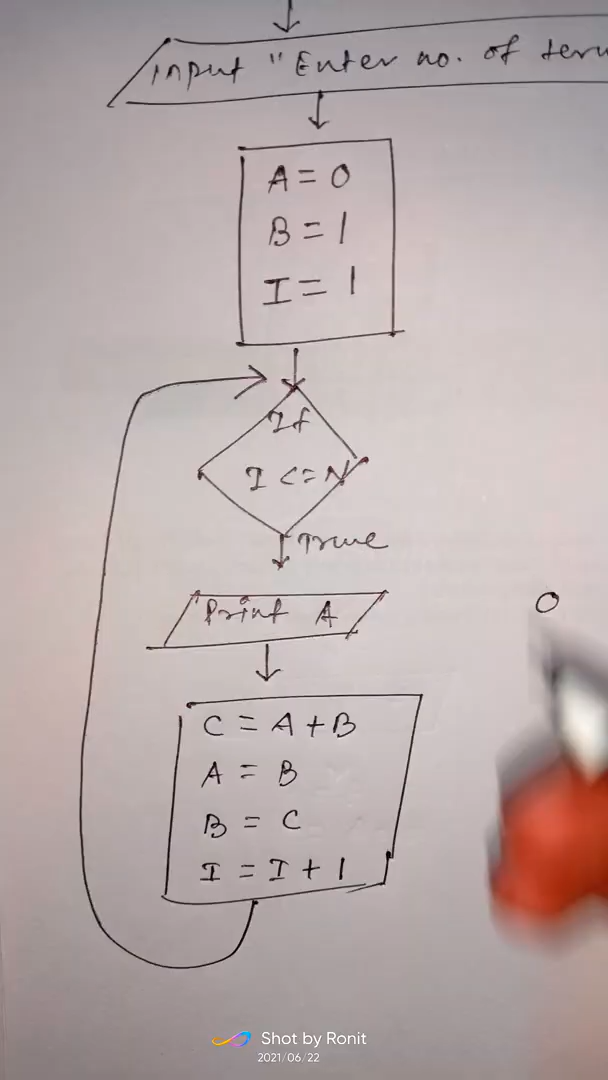 input "Enter no. of
A = 0
B = 1
I = 1
If
I <= N
True
Print A
C = A + B
A = B
B = C
I = I + 1
0
Shot by Ronit
2021/06/22